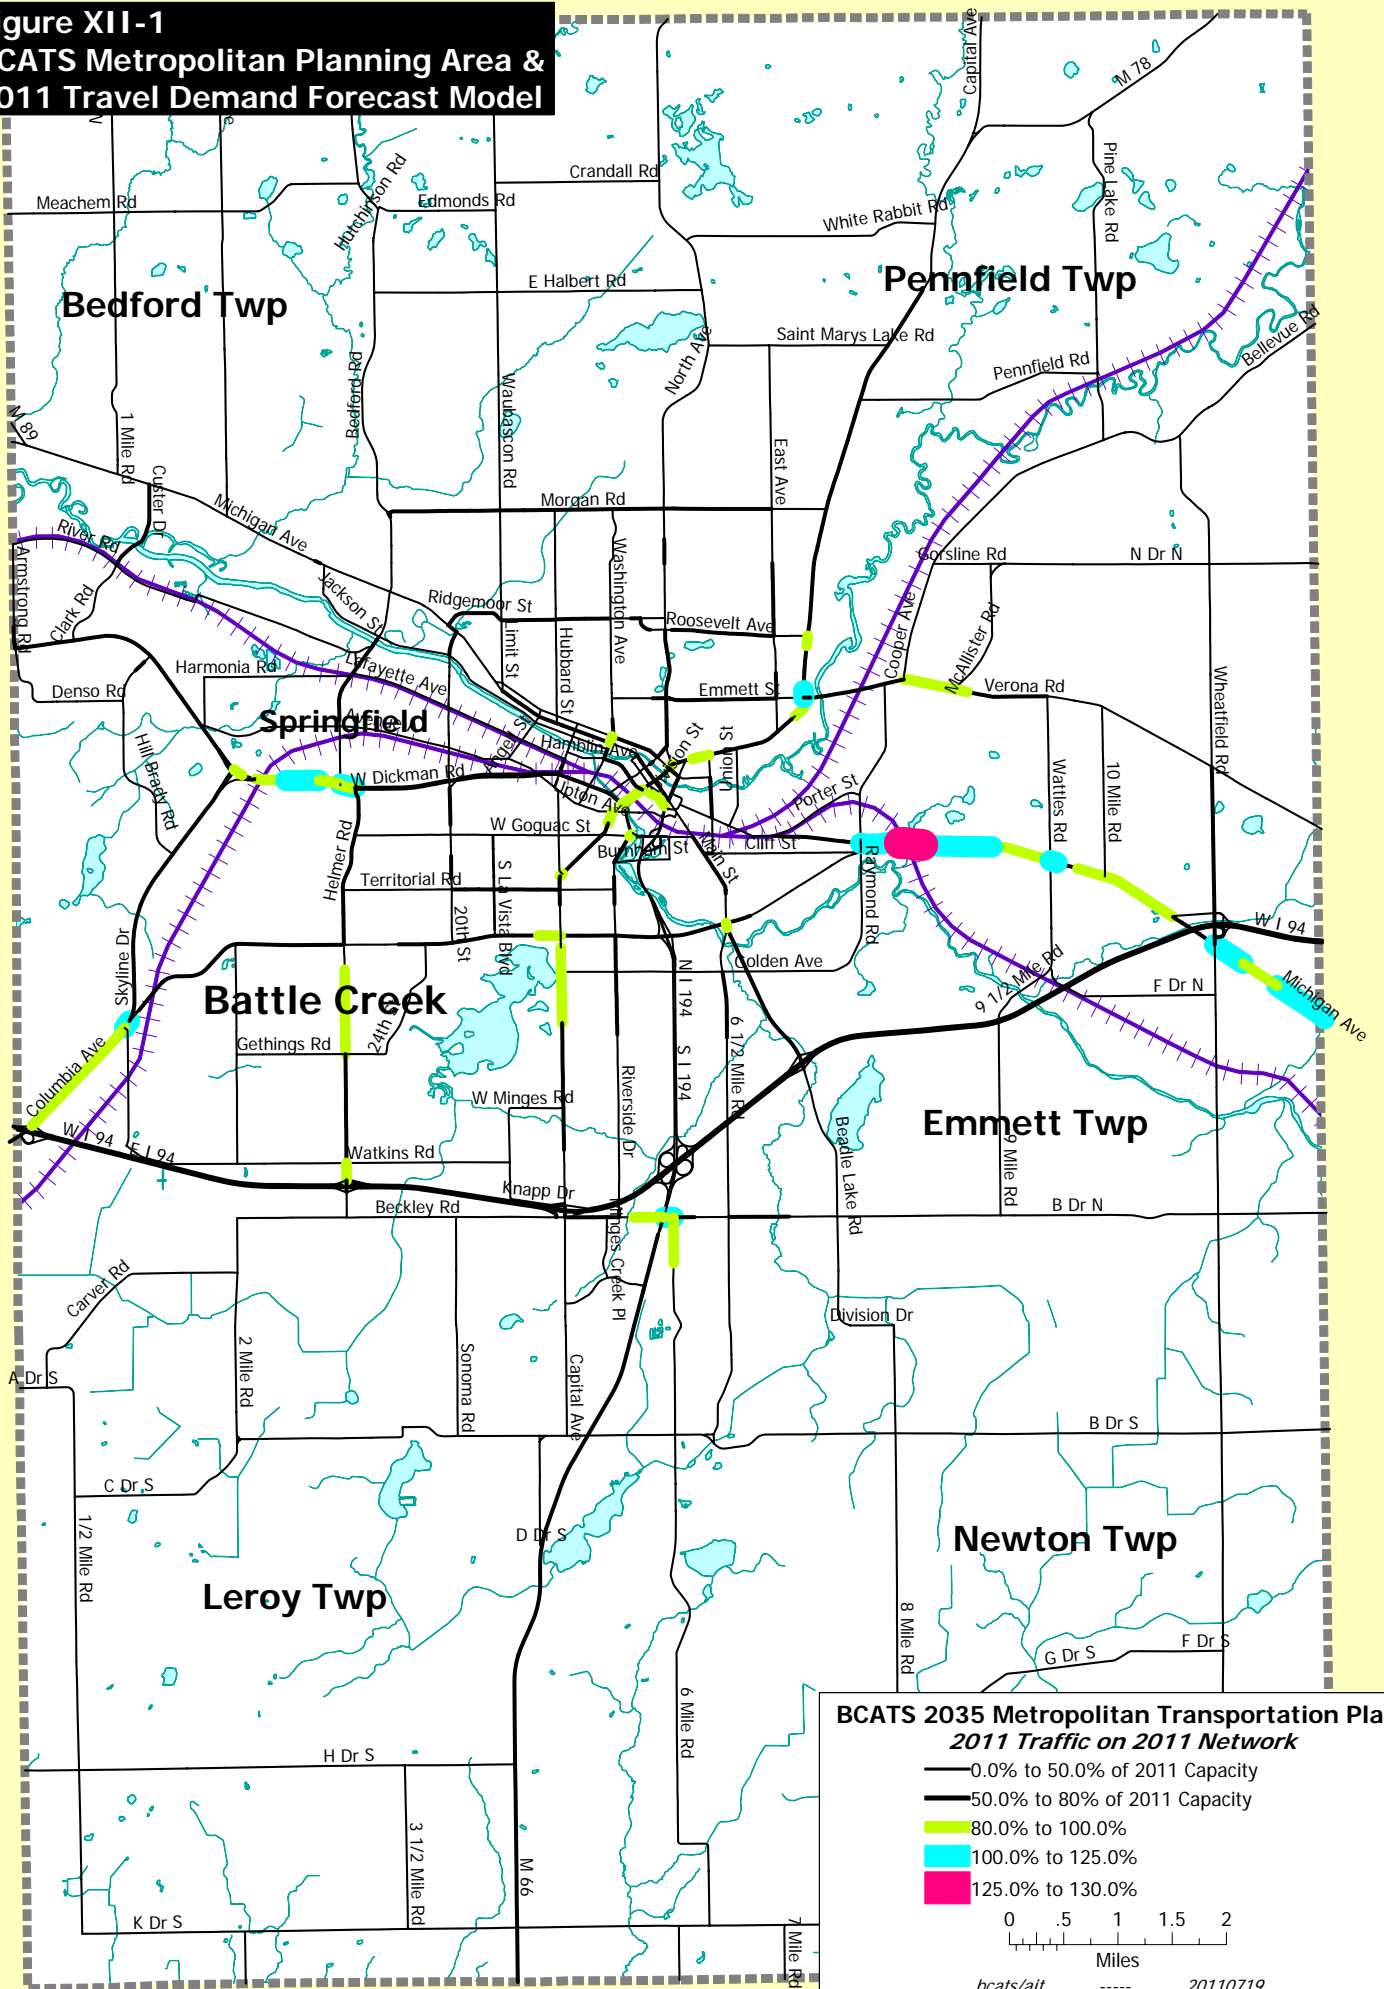 igure XII-1
CATS Metropolitan Planning Area &
011 Travel Demand Forecast Model
Capital Ave
M 78
Crandall Rd
Pine Lake Rd
Meachem Rd
Hutchinson Rd
Edmonds Rd
White Rabbit Rd
Bedford Twp
E Halbert Rd
Pennfield Twp
Saint Marys Lake Rd
Bellevue Rd
North Ave
Pennfield Rd
Bedford Rd
Waubascon Rd
M 89
1 Mile Rd
East Ave
Custer Dr
Michigan Ave
Morgan Rd
River Rd
Washington Ave
Gorsline Rd
N Dr N
Armstrong Rd
Jackson St
Clark Rd
Ridgemoor St
Roosevelt Ave
Limit St
Hubbard St
Cooper Ave
McAllister Rd
Harmonia Rd
Lafayette Ave
Denso Rd
Emmett St
Verona Rd
Wheatfield Rd
Springfield
Avenue
Angell St
Hamblin Ave
Union St
Hill Brady Rd
W Dickman Rd
Upton Ave
Porter St
Wattles Rd
10 Mile Rd
W Goguac St
Burnham St
Main St
Cliff St
Helmer Rd
Territorial Rd
S La Vista Blvd
20th St
Raymond Rd
W I 94
Skyline Dr
Golden Ave
9 1/2 Mile Rd
F Dr N
Michigan Ave
Battle Creek
24th St
N I 194
S I 194
6 1/2 Mile Rd
Gethings Rd
Columbia Ave
W Minges Rd
Riverside Dr
Beadle Lake Rd
Emmett Twp
9 Mile Rd
W I 94
E I 94
Watkins Rd
Knapp Dr
Beckley Rd
Minges Creek Pl
B Dr N
Carver Rd
Division Dr
2 Mile Rd
Sonoma Rd
Capital Ave
A Dr S
B Dr S
C Dr S
1/2 Mile Rd
D Dr S
Newton Twp
Leroy Twp
8 Mile Rd
G Dr S
F Dr S
6 Mile Rd
H Dr S
3 1/2 Mile Rd
M 66
K Dr S
7 Mile Rd
BCATS 2035 Metropolitan Transportation Pla
2011 Traffic on 2011 Network
0.0% to 50.0% of 2011 Capacity
50.0% to 80% of 2011 Capacity
80.0% to 100.0%
100.0% to 125.0%
125.0% to 130.0%
0 .5 1 1.5 2
Miles
bcats/ait ----- 20110719